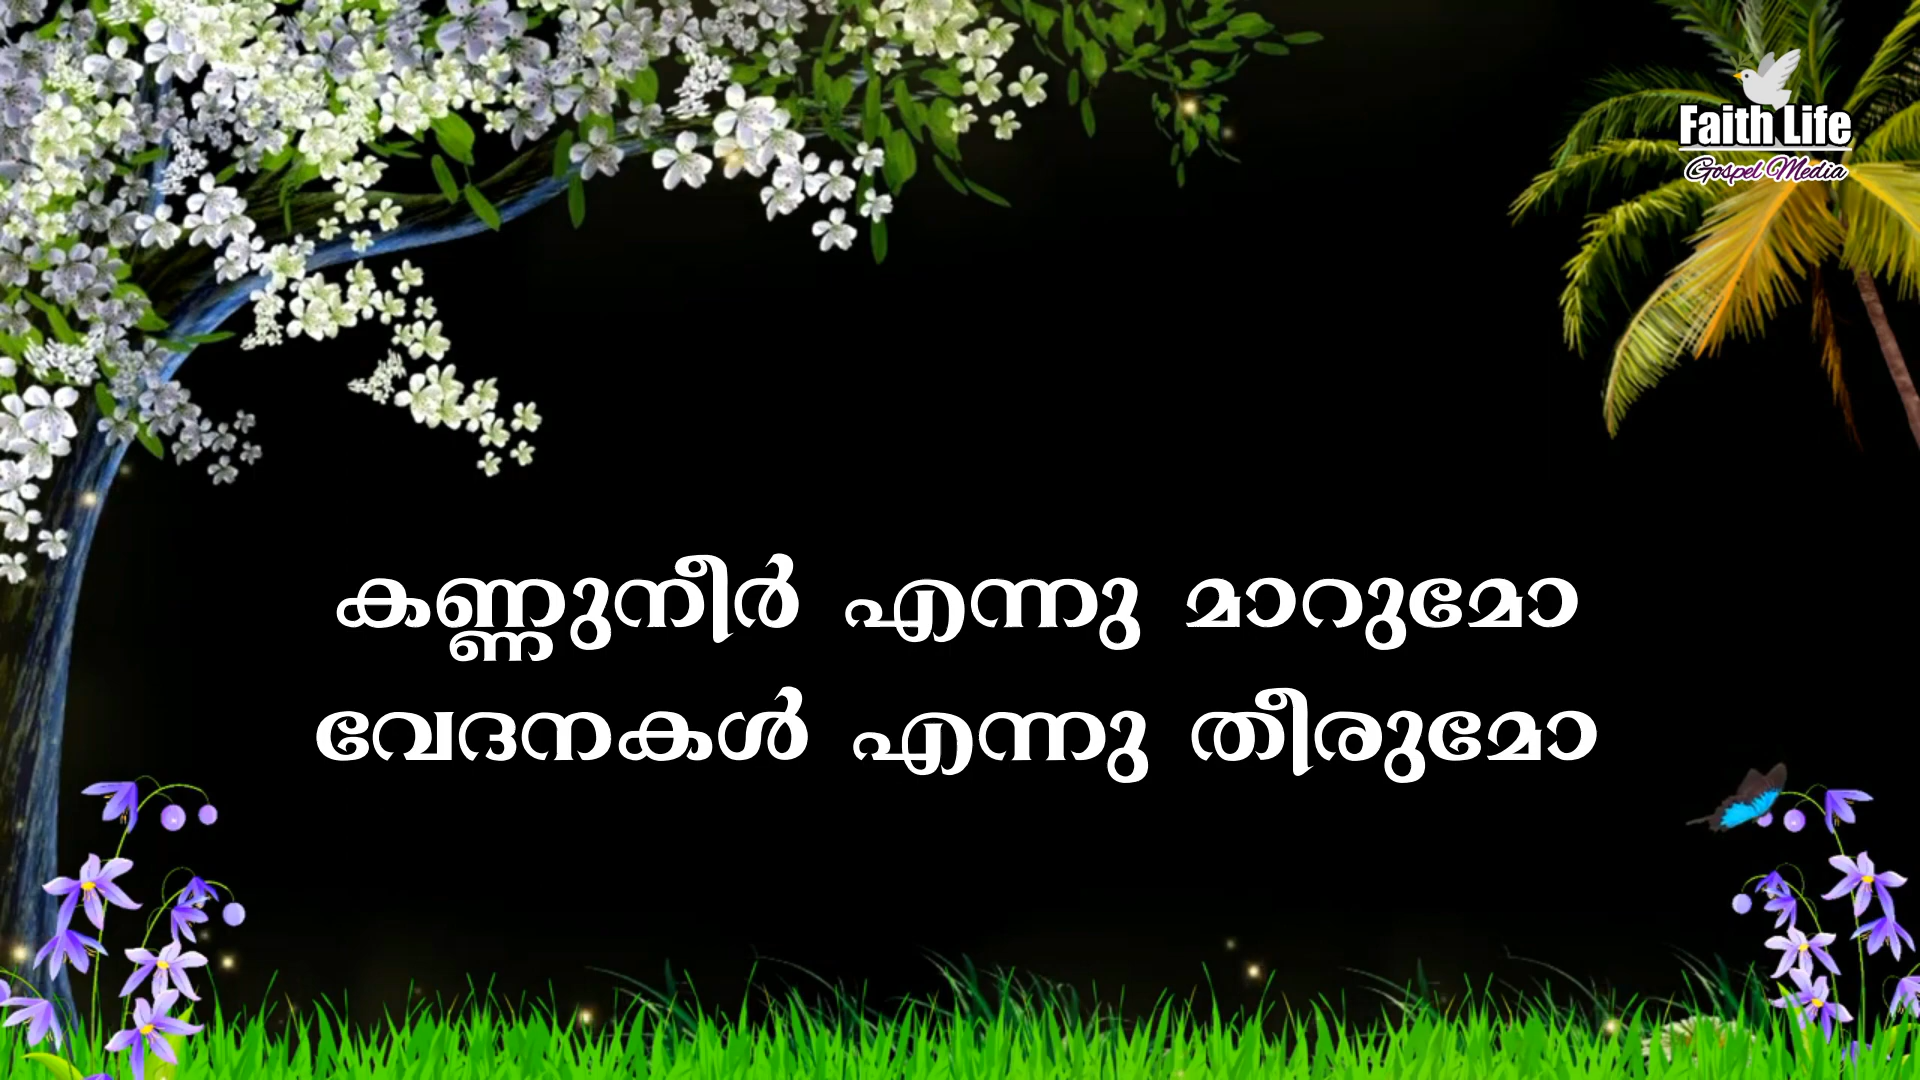 Faith Life
Gospel Media
കണ്ണുനീർ എന്നു മാറുമോ
വേദനകൾ എന്നു തീരുമോ